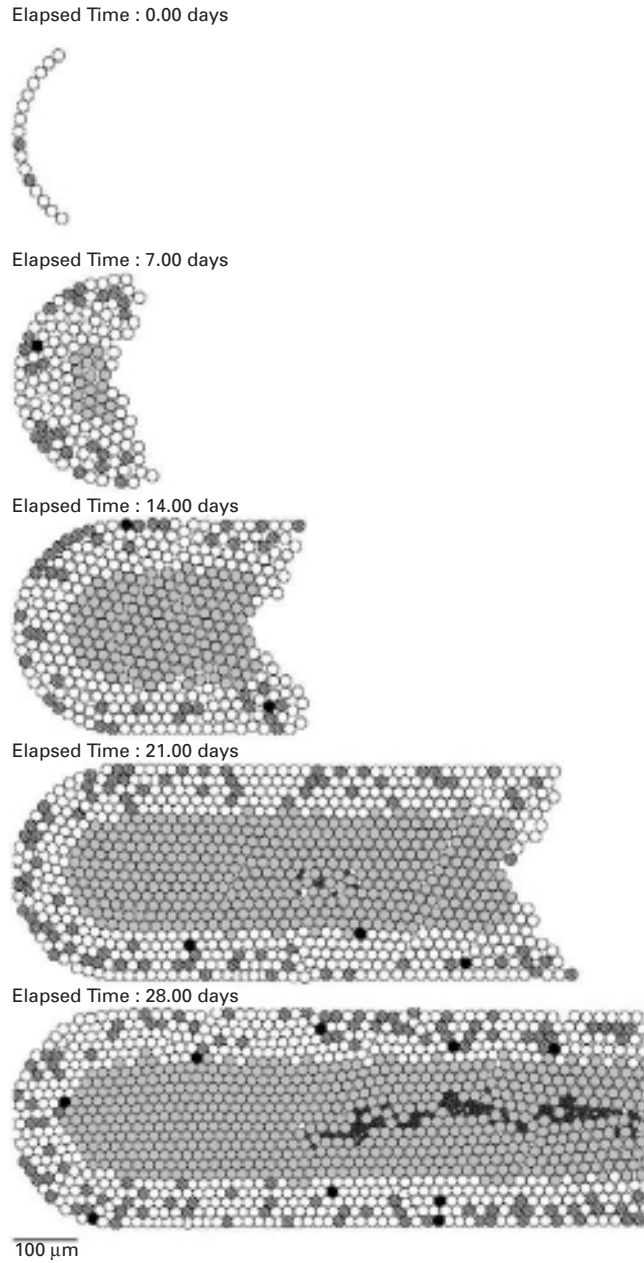 Elapsed Time : 0.00 days
Elapsed Time : 7.00 days
Elapsed Time : 14.00 days
Elapsed Time : 21.00 days
Elapsed Time : 28.00 days
100 μm